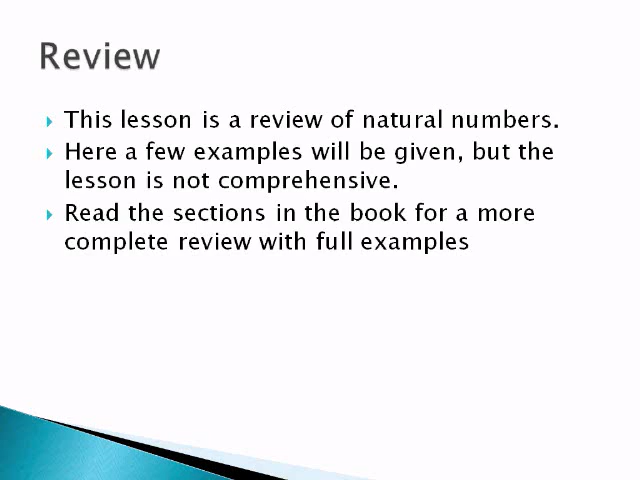 Review
This lesson is a review of natural numbers.
Here a few examples will be given, but the
lesson is not comprehensive.
Read the sections in the book for a more
complete review with full examples